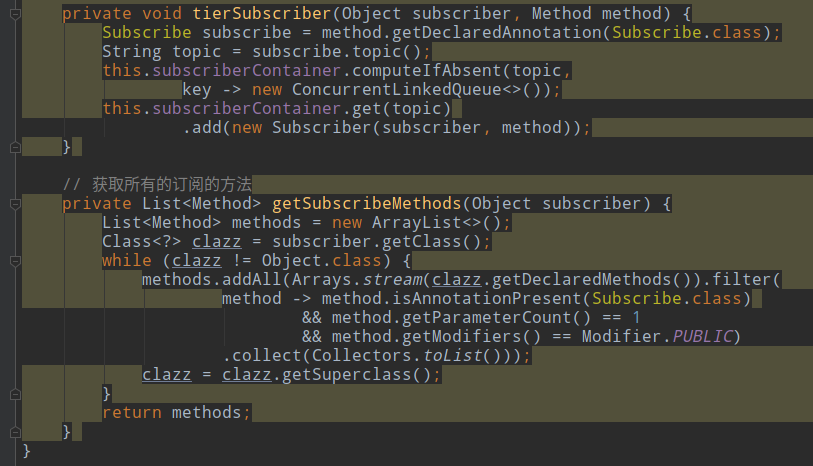 private void tierSubscriber(Object subscriber, Method method) {
Subscribe subscribe = method.getDeclaredAnnotation(Subscribe.class);
String topic = subscribe.topic();
this.subscriberContainer.computeIfAbsent(topic,
key -> new ConcurrentLinkedQueue<>());
this.subscriberContainer.get(topic)
.add(new Subscriber(subscriber, method));
}
// 获取所有的订阅的方法
private List<Method> getSubscribeMethods(Object subscriber) {
List<Method> methods = new ArrayList<>();
Class<?> clazz = subscriber.getClass();
while (clazz != Object.class) {
methods.addAll(Arrays.stream(clazz.getDeclaredMethods()).filter(
method -> method.isAnnotationPresent(Subscribe.class)
&& method.getParameterCount() == 1
&& method.getModifiers() == Modifier.PUBLIC)
.collect(Collectors.toList()));
clazz = clazz.getSuperclass();
}
return methods;
}
}